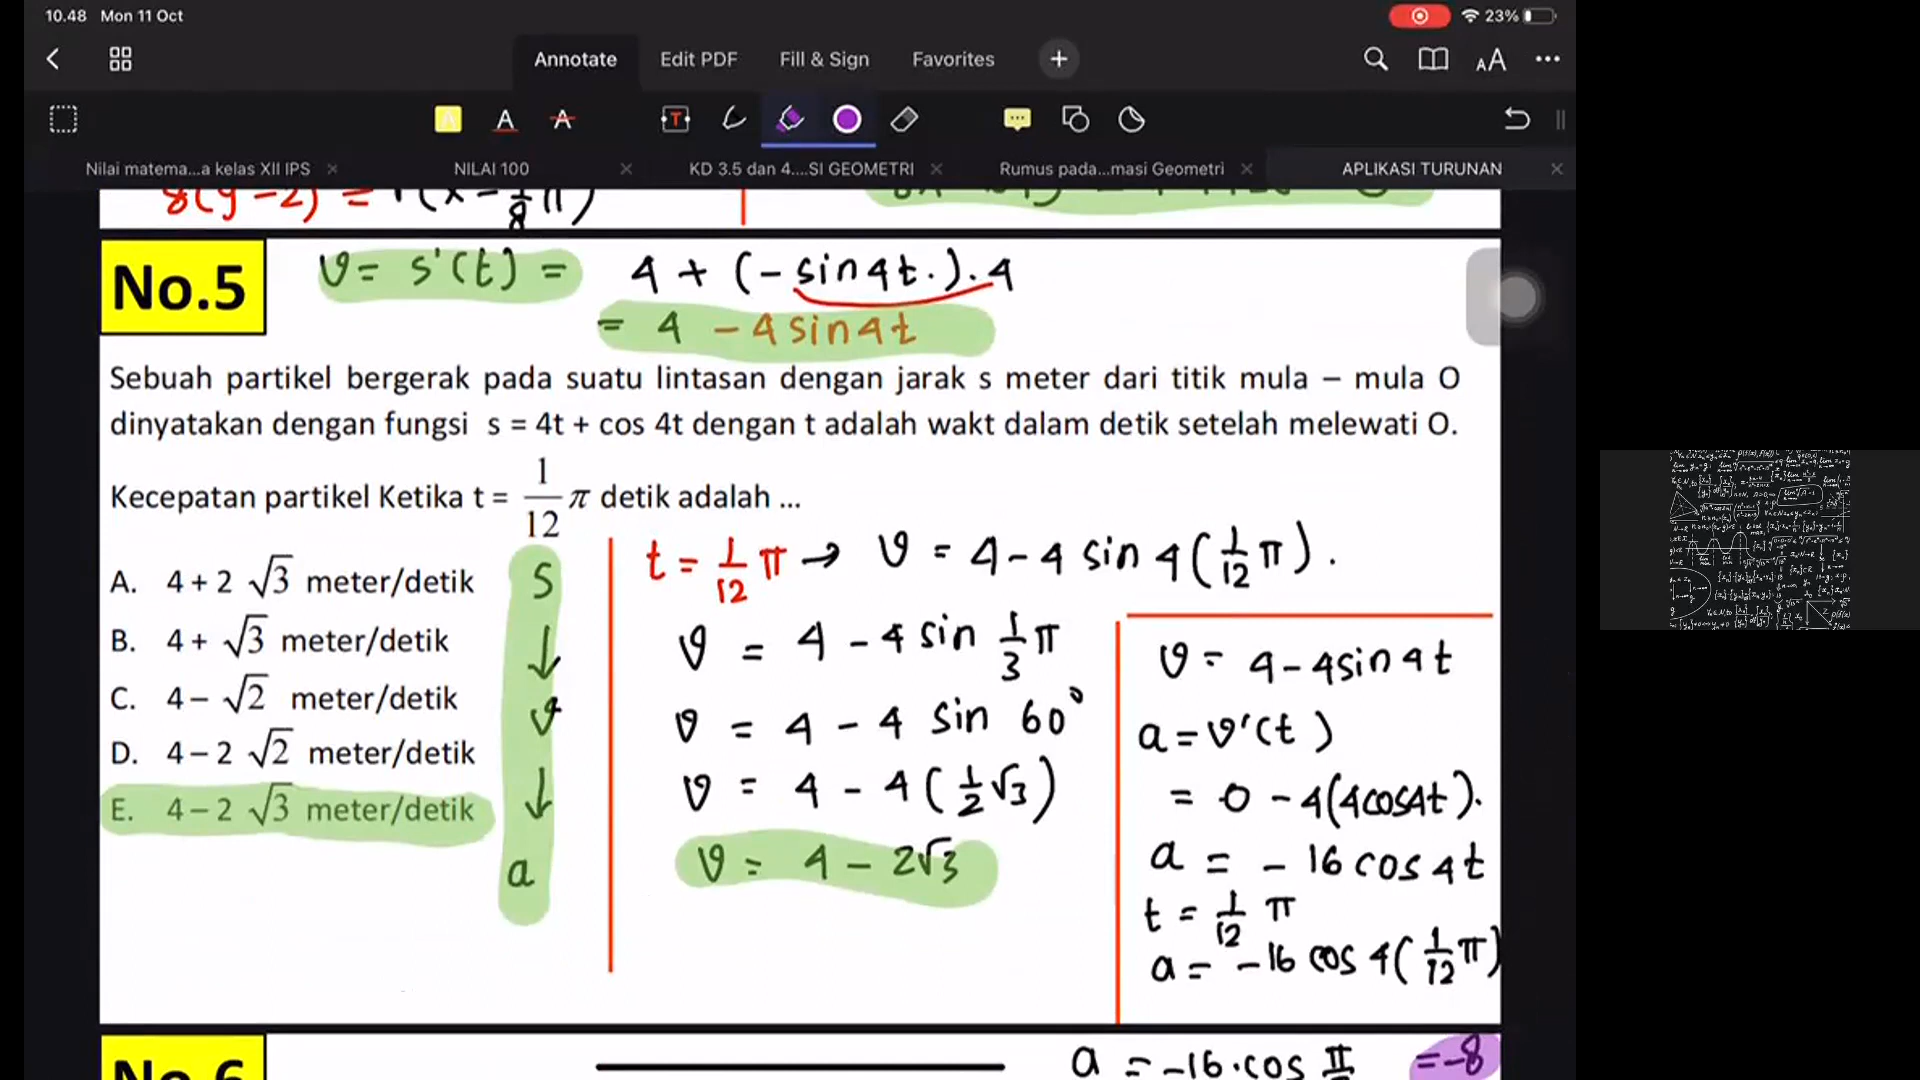 10.48 Mon 11 Oct
23%
Annotate
Edit PDF
Fill & Sign
Favorites
Nilai matema...a kelas XII IPS
NILAI 100
KD 3.5 dan 4....SI GEOMETRI
Rumus pada...masi Geometri
APLIKASI TURUNAN
8(y-2) =
No.5
v = s'(t) = 4 + (-sin4t.).4
= 4 - 4sin4t
Sebuah partikel bergerak pada suatu lintasan dengan jarak s meter dari titik mula – mula O
dinyatakan dengan fungsi s = 4t + cos 4t dengan t adalah wakt dalam detik setelah melewati O.
Kecepatan partikel Ketika t = 1/12 π detik adalah ...
A. 4 + 2 √3 meter/detik
B. 4 + √3 meter/detik
C. 4 – √2 meter/detik
D. 4 – 2 √2 meter/detik
E. 4 – 2 √3 meter/detik
S
↓
v
↓
a
t = 1/12 π → v = 4 - 4 sin 4(1/12 π).
v = 4 - 4 sin 1/3 π
v = 4 - 4 sin 60°
v = 4 - 4(1/2 √3)
v = 4 - 2√3
v = 4 - 4sin4t
a = v'(t)
= 0 - 4(4cos4t).
a = -16 cos 4t
t = 1/12 π
a = -16 cos 4(1/12 π)
No.6
a = -16.cos π/
= -8